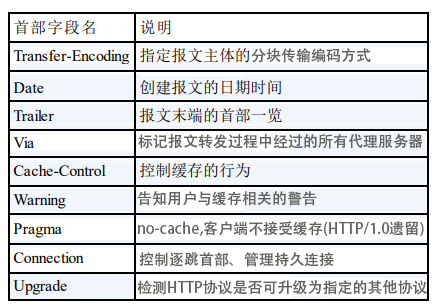 首部字段名 说明
Transfer-Encoding 指定报文主体的分块传输编码方式
Date 创建报文的日期时间
Trailer 报文末端的首部一览
Via 标记报文转发过程中经过的所有代理服务器
Cache-Control 控制缓存的行为
Warning 告知用户与缓存相关的警告
Pragma no-cache,客户端不接受缓存(HTTP/1.0遗留)
Connection 控制逐跳首部、管理持久连接
Upgrade 检测HTTP协议是否可升级为指定的其他协议